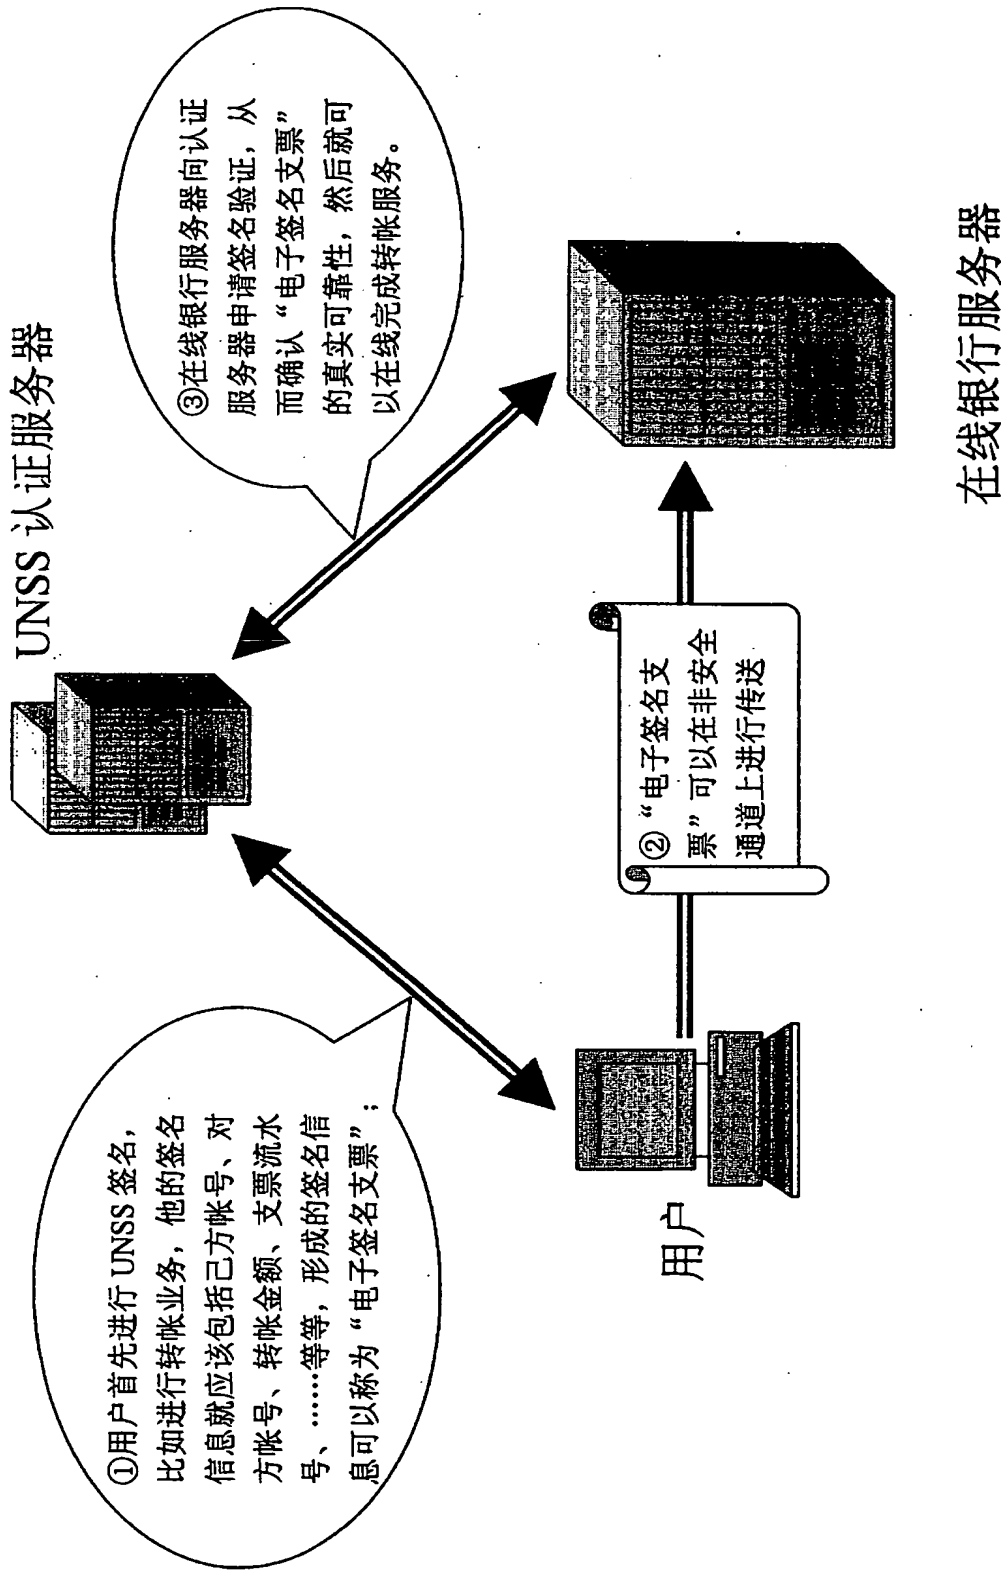 UNSS 认证服务器
①用户首先进行 UNSS 签名，
比如进行转帐业务，他的签名
信息就应该包括己方帐号、对
方帐号、转帐金额、支票流水
号、……等等，形成的签名信
息可以称为“电子签名支票”；
③在线银行服务器向认证
服务器申请签名验证，从
而确认“电子签名支票”
的真实可靠性，然后就可
以在线完成转帐服务。
②“电子签名支
票”可以在非安全
通道上进行传送
用户
在线银行服务器